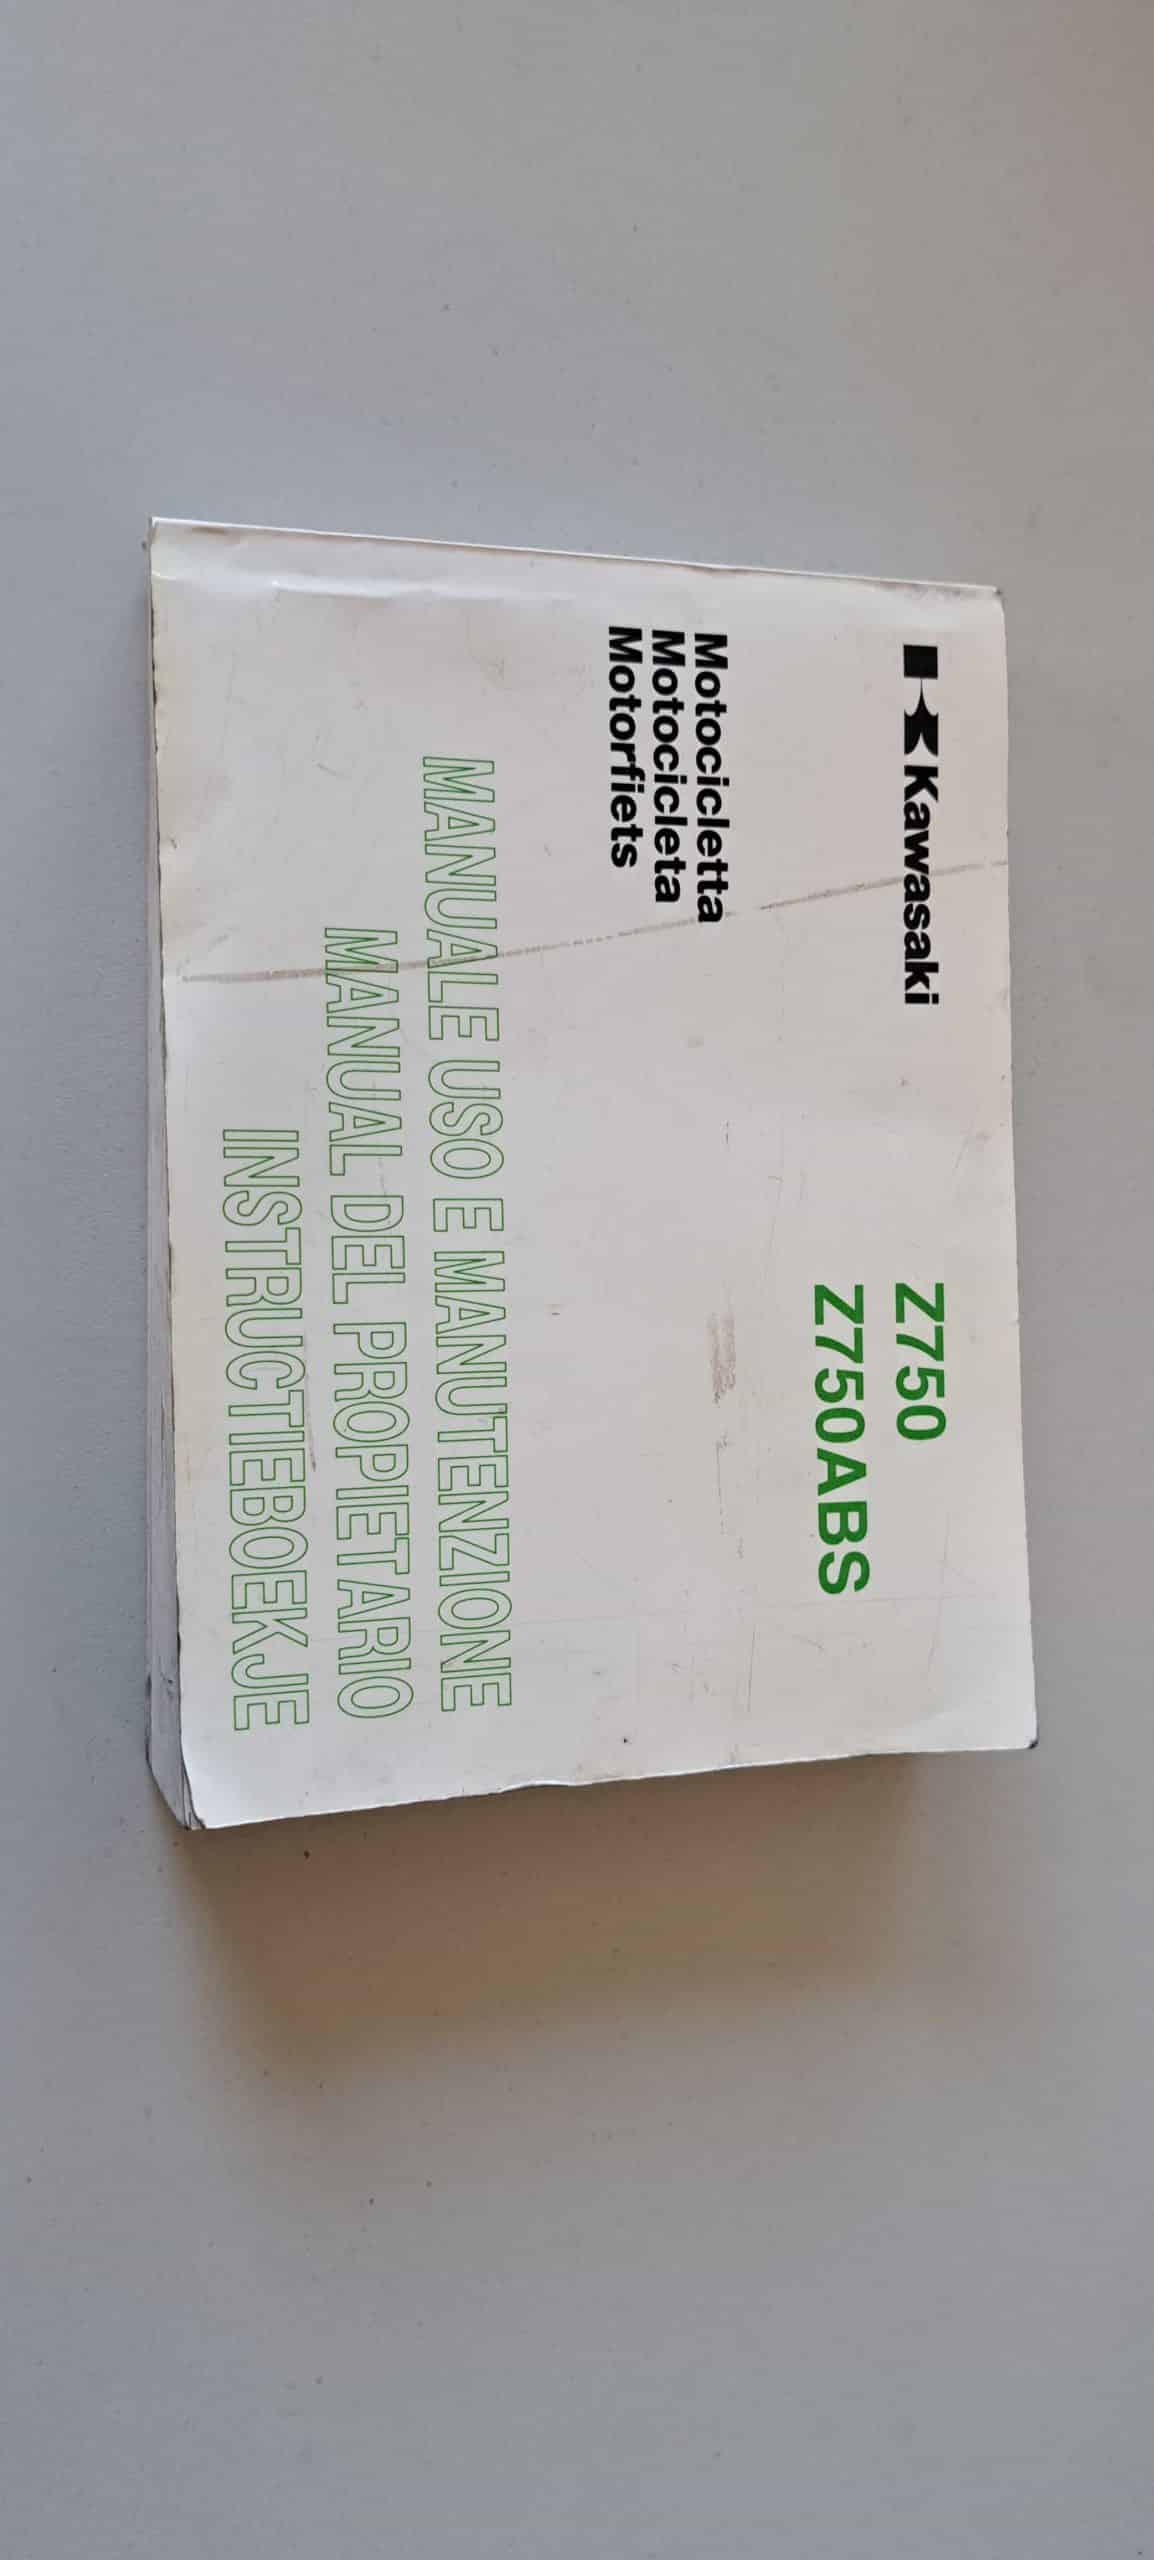 Kawasaki
Z750
Z750ABS
Motocicletta
Motocicleta
Motorfiets
MANUALE USO E MANUTENZIONE
MANUAL DEL PROPIETARIO
INSTRUCTIEBOEKJE